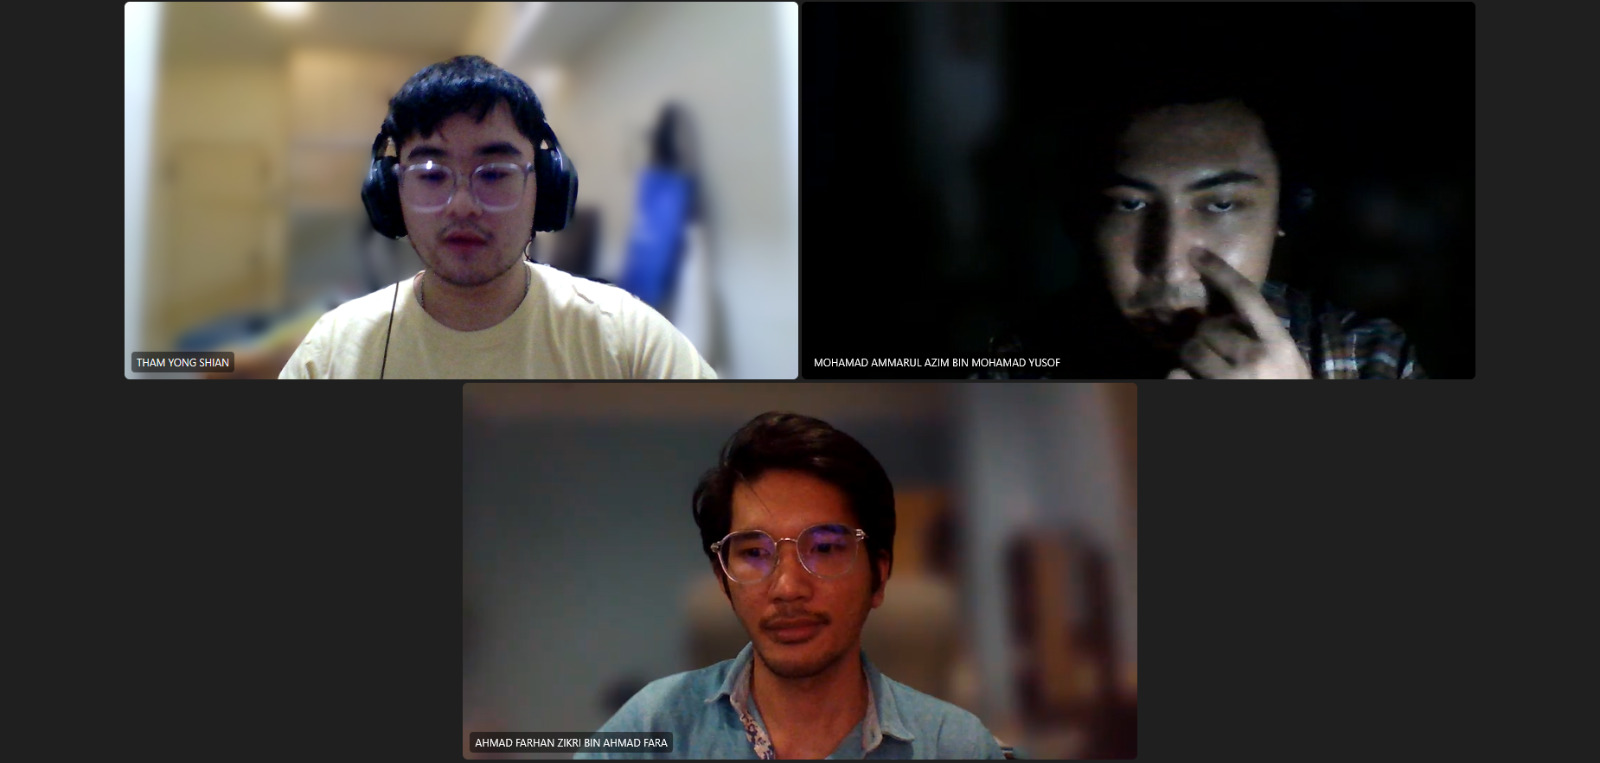 THAM YONG SHIAN
MOHAMAD AMMARUL AZIM BIN MOHAMAD YUSOF
AHMAD FARHAN ZIKRI BIN AHMAD FARA